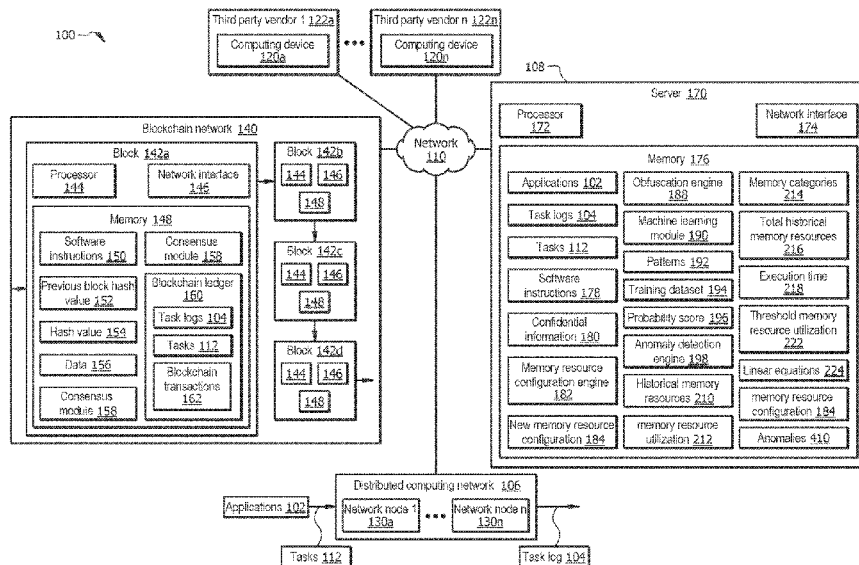 100
Third party vendor 1 122a
Computing device
120a
Third party vendor n 122n
Computing device
120n
108
Blockchain network 140
Block 142a
Processor
144
Network interface
146
Memory 148
Software
instructions 150
Consensus
module 158
Previous block hash
value 152
Blockchain ledger
160
Task logs 104
Hash value 154
Tasks 112
Data 156
Blockchain
transactions
162
Consensus
module 158
Block 142b
144
146
148
Block 142c
144
146
148
Block 142d
144
146
148
Network
110
Server 170
Processor
172
Network interface
174
Memory 176
Applications 102
Task logs 104
Tasks 112
Software
instructions 178
Confidential
information 180
Memory resource
configuration engine
182
New memory resource
configuration 184
Obfuscation engine
188
Machine learning
module 190
Patterns 192
Training dataset 194
Probability score 196
Anomaly detection
engine 198
Historical memory
resources 210
memory resource
utilization 212
Memory categories
214
Total historical
memory resources
216
Execution time
218
Threshold memory
resource utilization
222
Linear equations 224
memory resource
configuration 184
Anomalies 410
Distributed computing network 106
Applications 102
Network node 1
130a
Network node n
130n
Tasks 112
Task log 104